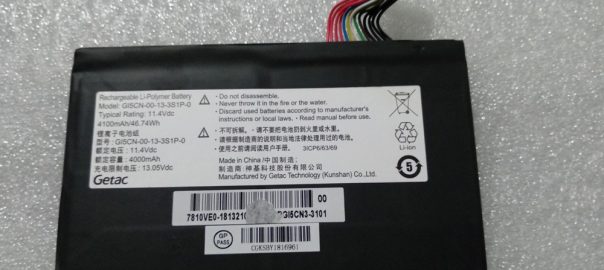 Rechargeable Li-Polymer Battery
Model: GI5CN-00-13-3S1P-0
Typical Rating: 11.4Vdc
4100mAh/46.74Wh
锂离子电池组
型号: GI5CN-00-13-3S1P-0
额定电压: 11.4Vdc
额定容量: 4000mAh
充电限制电压: 13.05Vdc
Getac
• Do not disassemble.
• Never throw it in the fire or the water.
• Discard used batteries according to manufacturer's
instructions or local laws. • Read manual before use.
• 不可拆解。• 请不要把电池扔到火里或水里。
• 请根据制造商的说明和当地法律处理用过的电池。
• 使用之前阅读用户手册。 3ICP6/63/69
Made in China / 中国制造:
制造商: 神基科技股份有限公司
Manufactured by Getac Technology (Kunshan) Co.,Ltd.
Li-ion
5
00
GI5CN3-3101
GP
PASS
CGKSBY1816961